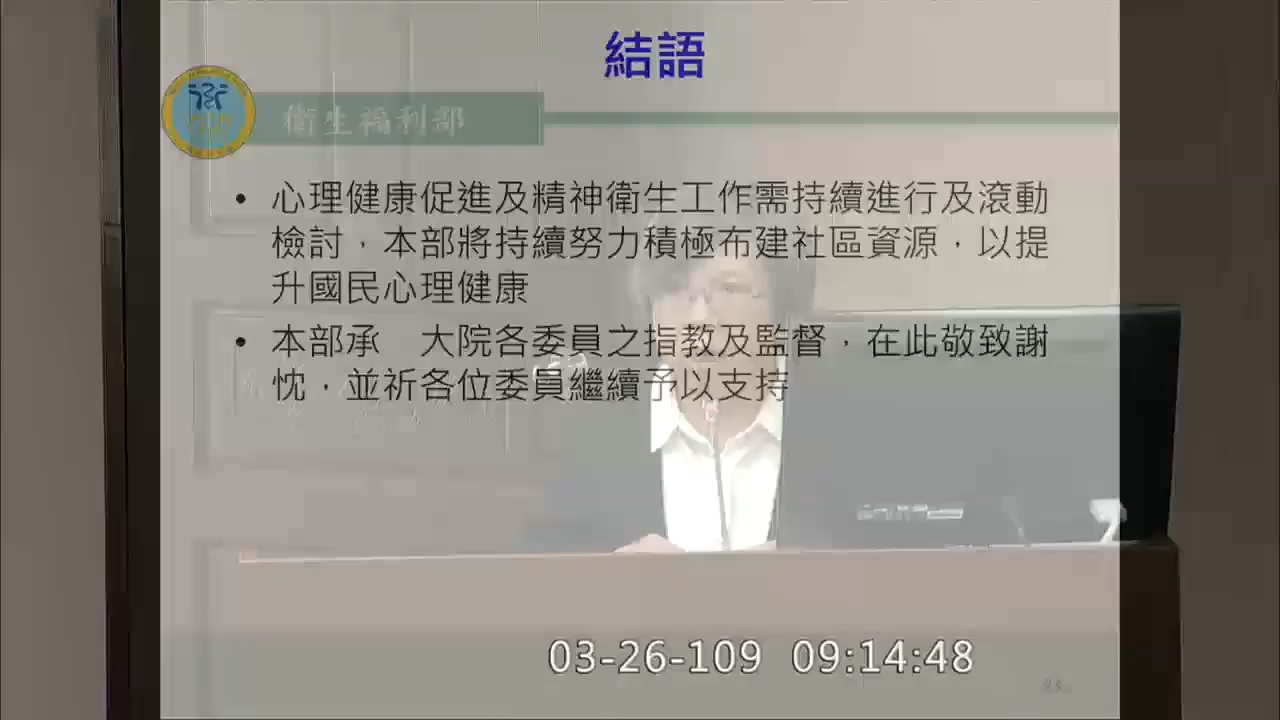 結語
衛生福利部
• 心理健康促進及精神衛生工作需持續進行及滾動
檢討，本部將持續努力積極布建社區資源，以提
升國民心理健康
• 本部承　大院各委員之指教及監督，在此敬致謝
忱，並祈各位委員繼續予以支持
03-26-109 09:14:48